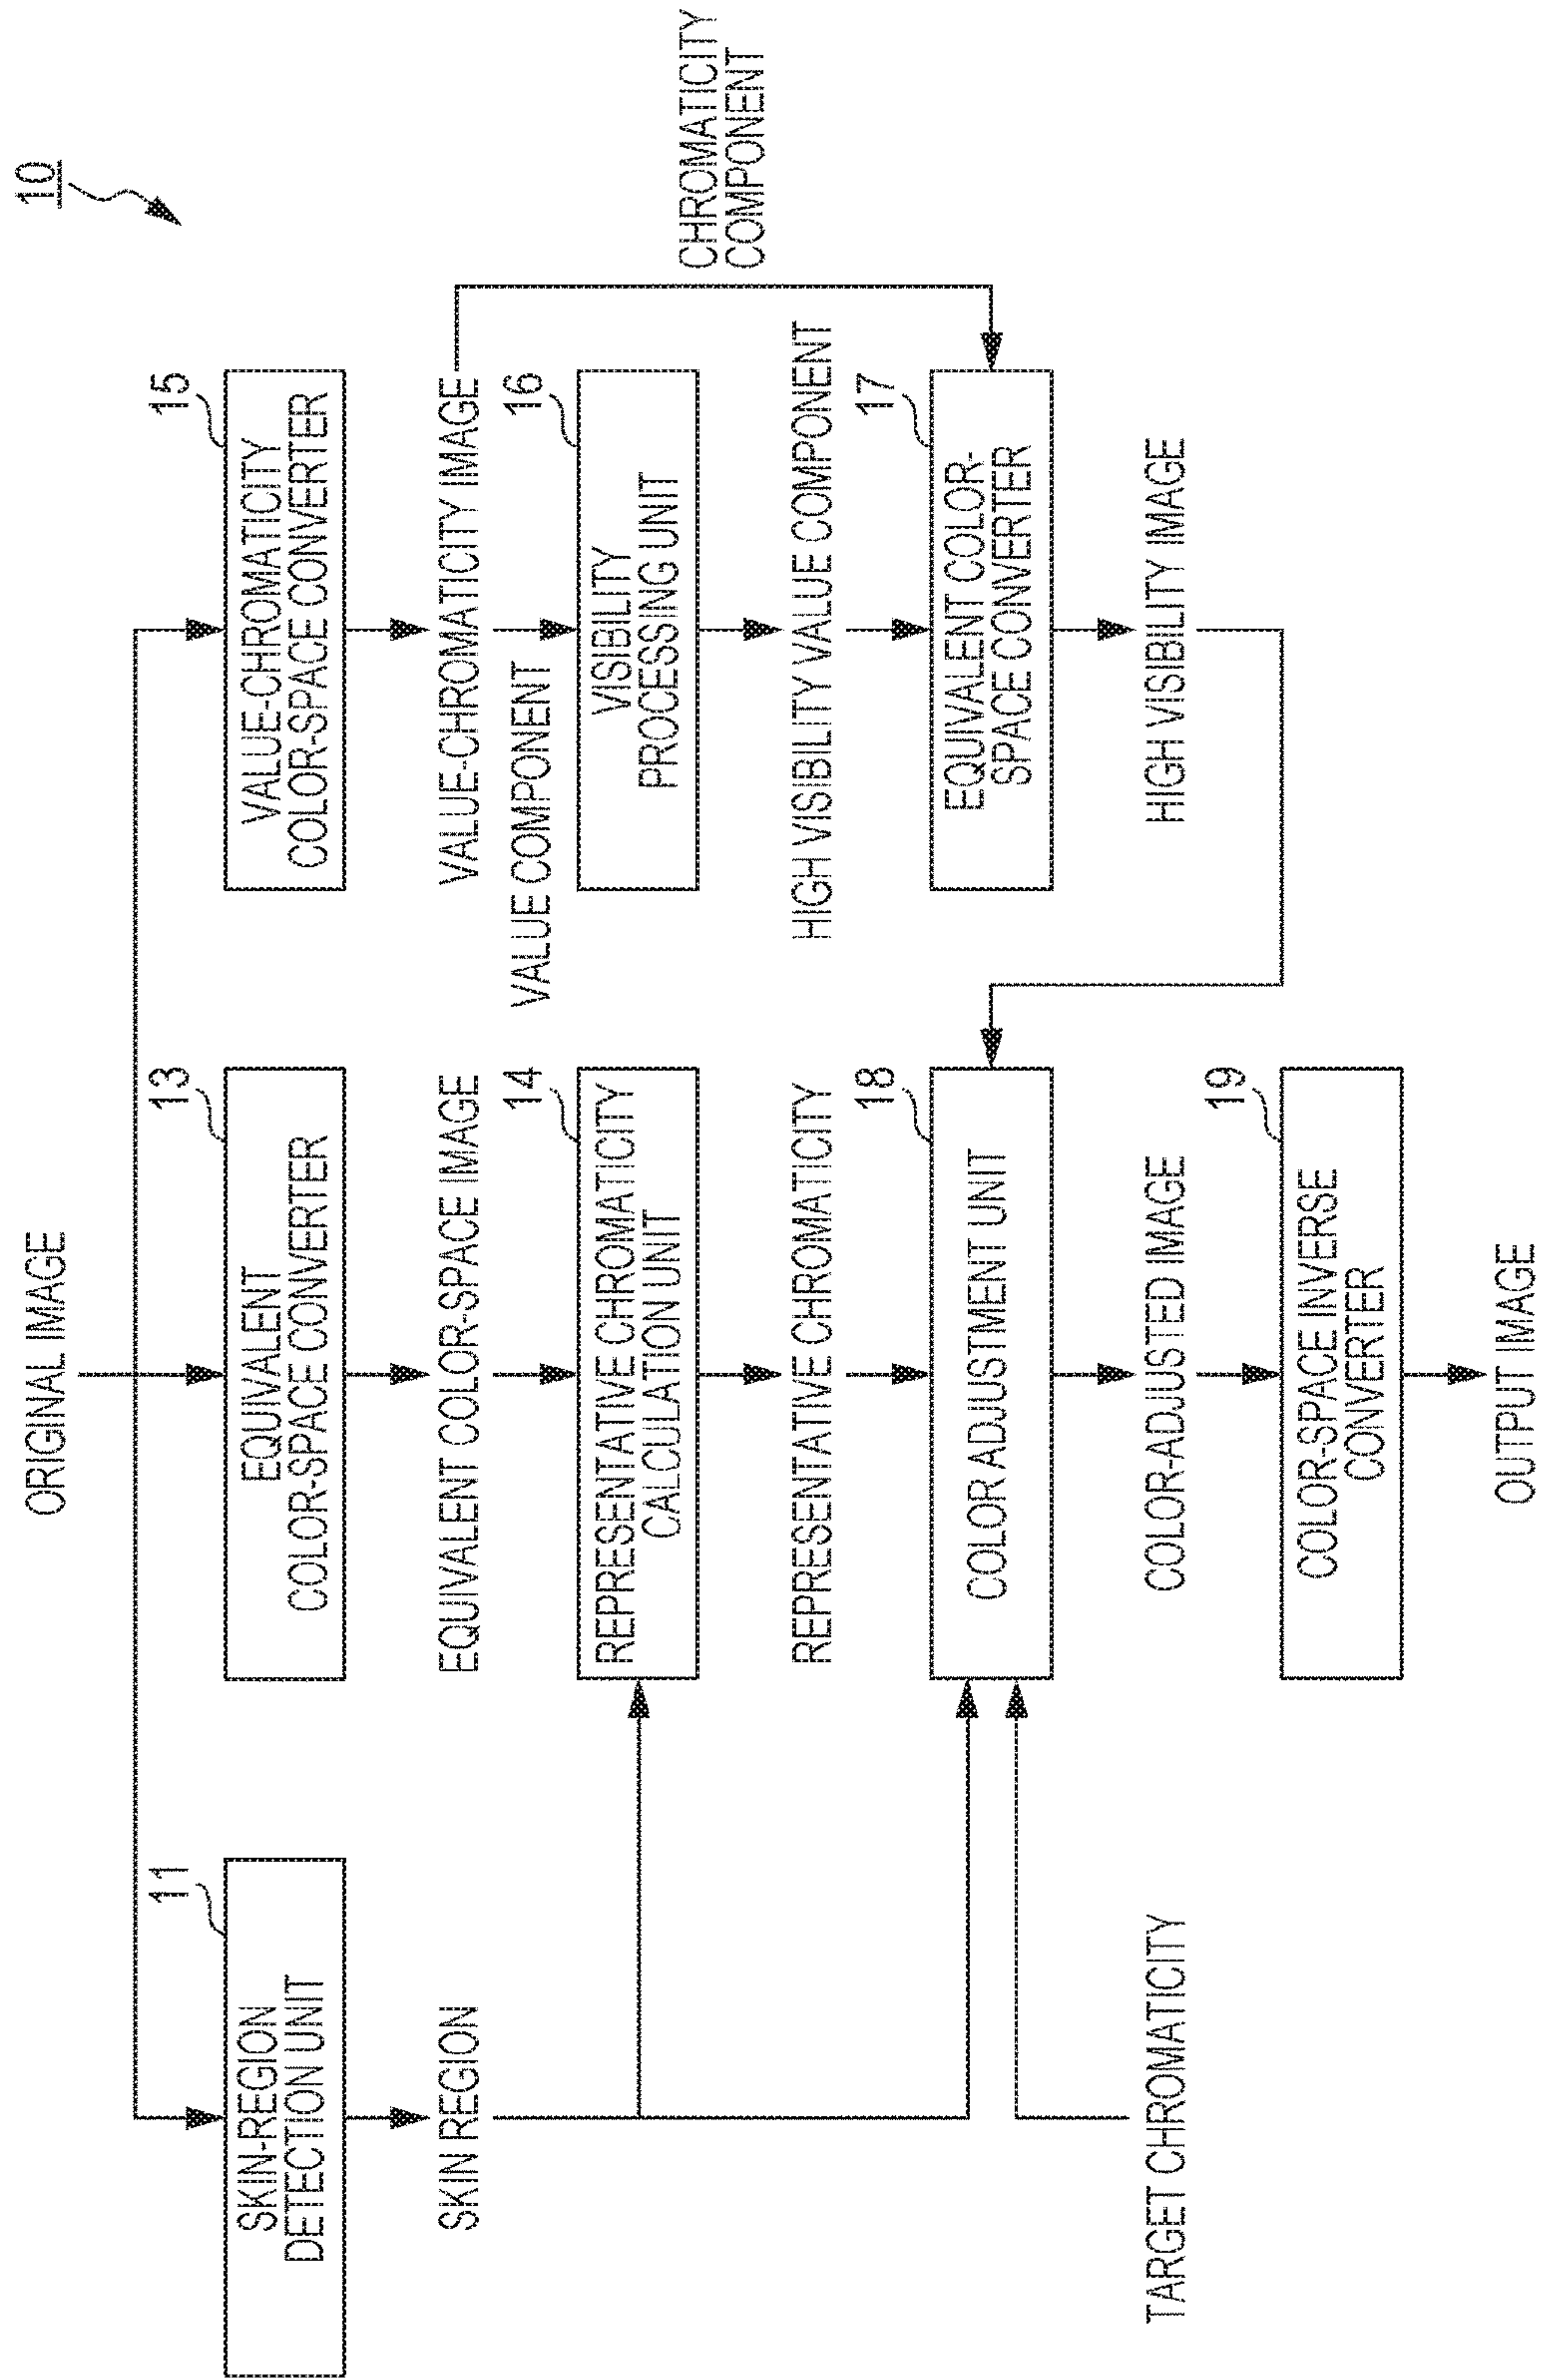 10
ORIGINAL IMAGE
11
SKIN-REGION
DETECTION UNIT
13
EQUIVALENT
COLOR-SPACE CONVERTER
15
VALUE-CHROMATICITY
COLOR-SPACE CONVERTER
SKIN REGION
EQUIVALENT COLOR-SPACE IMAGE
VALUE-CHROMATICITY IMAGE
VALUE COMPONENT
14
REPRESENTATIVE CHROMATICITY
CALCULATION UNIT
16
VISIBILITY
PROCESSING UNIT
CHROMATICITY
COMPONENT
REPRESENTATIVE CHROMATICITY
HIGH VISIBILITY VALUE COMPONENT
18
COLOR ADJUSTMENT UNIT
17
EQUIVALENT COLOR-
SPACE CONVERTER
TARGET CHROMATICITY
COLOR-ADJUSTED IMAGE
HIGH VISIBILITY IMAGE
19
COLOR-SPACE INVERSE
CONVERTER
OUTPUT IMAGE